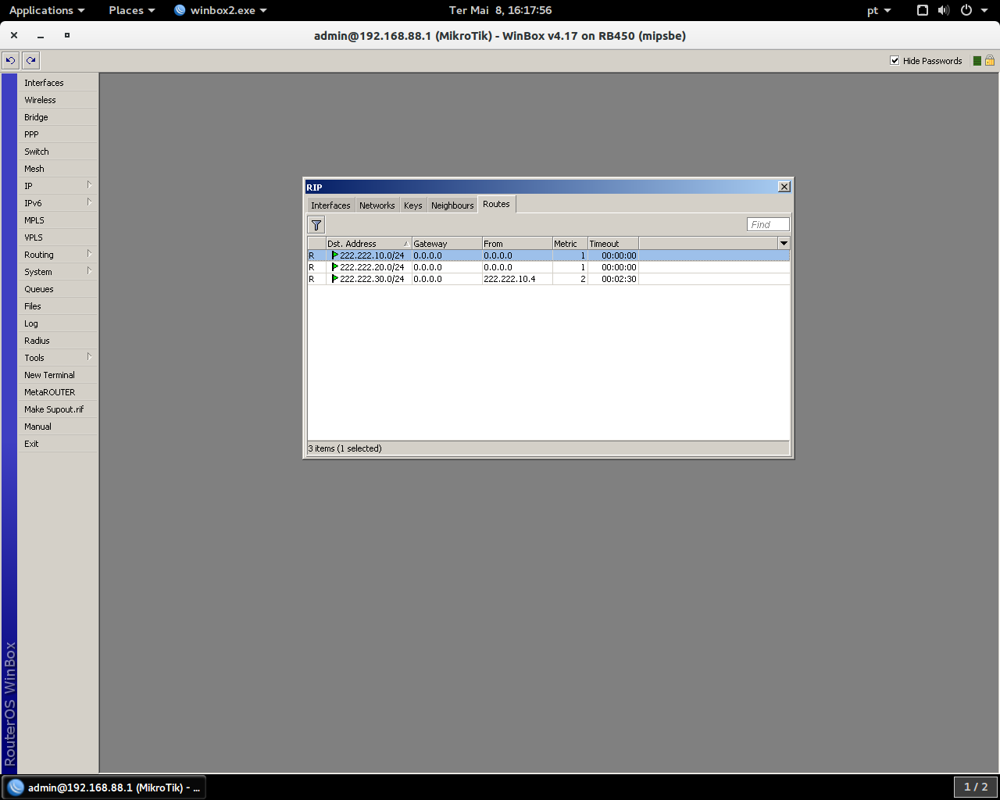 Applications Places winbox2.exe Ter Mai 8, 16:17:56 pt
admin@192.168.88.1 (MikroTik) - WinBox v4.17 on RB450 (mipsbe)
Hide Passwords
Interfaces
Wireless
Bridge
PPP
Switch
Mesh
IP
IPv6
MPLS
VPLS
Routing
System
Queues
Files
Log
Radius
Tools
New Terminal
MetaROUTER
Make Supout.rif
Manual
Exit
RouterOS WinBox
RIP
Interfaces Networks Keys Neighbours Routes
Find
Dst. Address Gateway From Metric Timeout
R 222.222.10.0/24 0.0.0.0 0.0.0.0 1 00:00:00
R 222.222.20.0/24 0.0.0.0 0.0.0.0 1 00:00:00
R 222.222.30.0/24 0.0.0.0 222.222.10.4 2 00:02:30
3 items (1 selected)
admin@192.168.88.1 (MikroTik) - ...
1 / 2